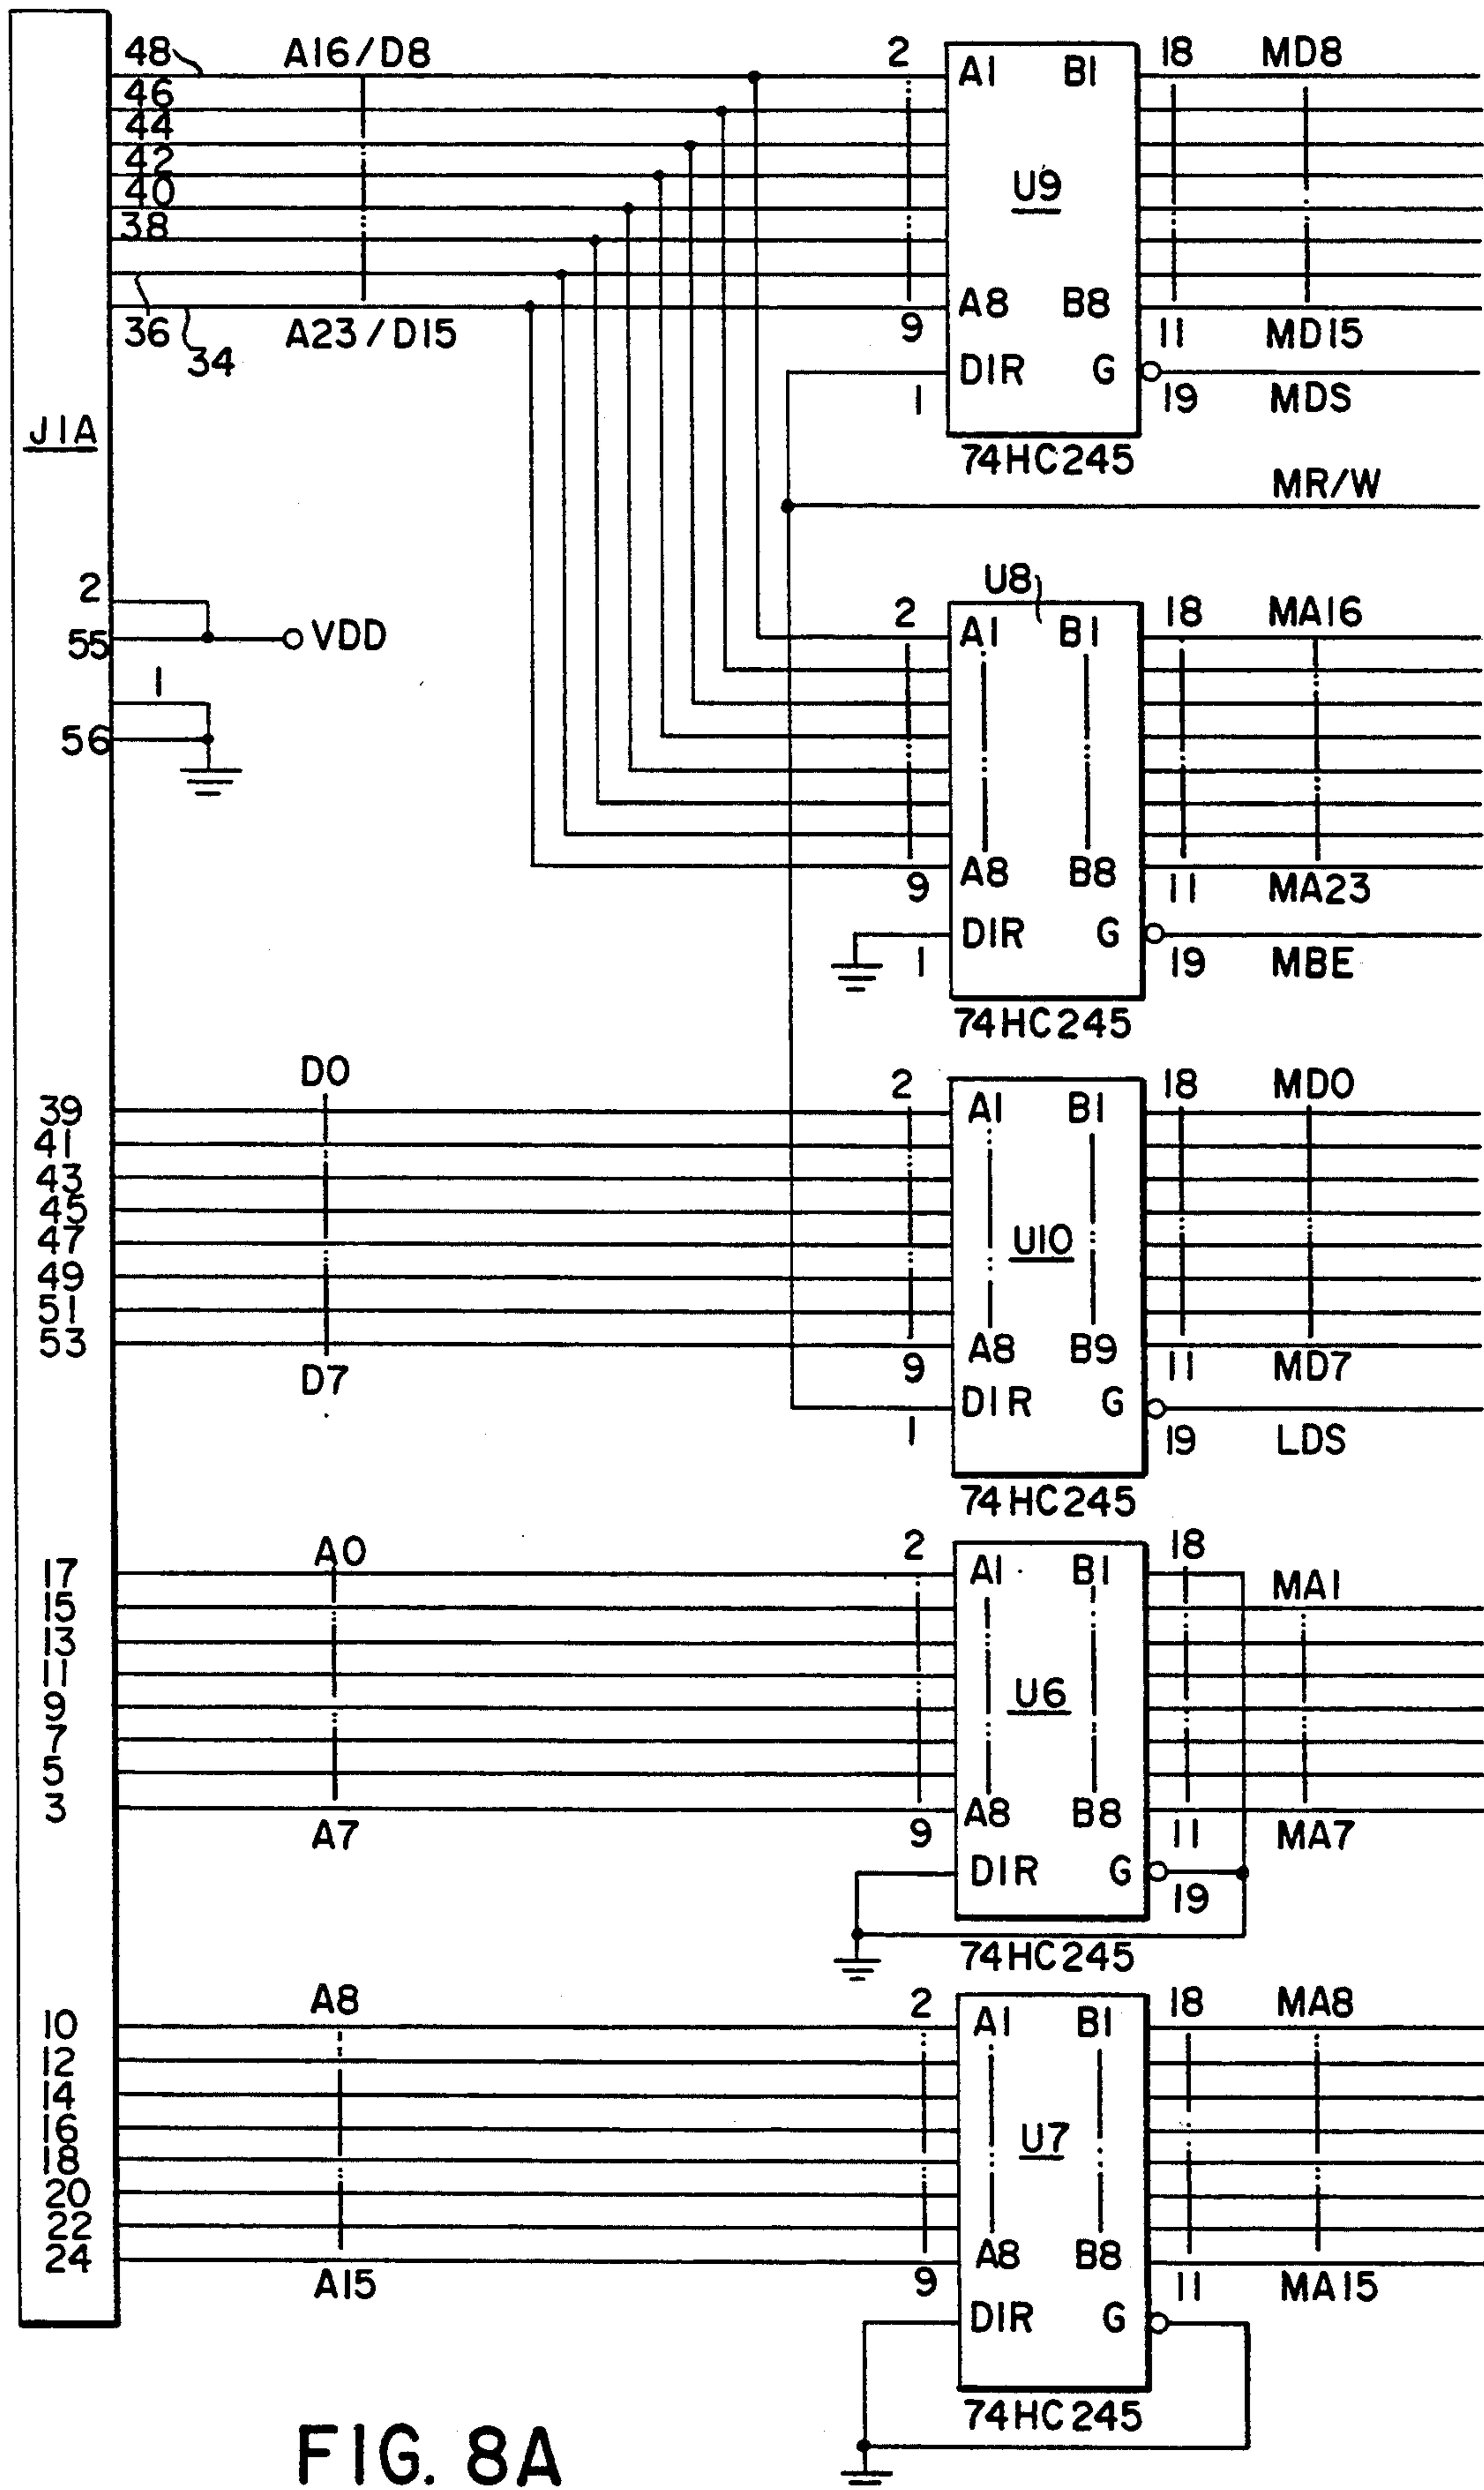 48 A16/D8 2 A1 B1 18 MD8
46
44
42
40 U9
38
36 34 A23/D15 9 A8 B8 11 MD15
DIR G
1 19 MDS
J1A
74HC245
MR/W
2 U8
55 VDD 2 A1 B1 18 MA16
1
56
9 A8 B8 11 MA23
DIR G
1 19 MBE
74HC245
D0 2 A1 B1 18 MD0
39
41
43
45
47 U10
49
51
53 A8 B9
D7 9 11 MD7
DIR G
1 19 LDS
74HC245
A0 2 A1 B1 18 MA1
17
15
13
11
9 U6
7
5
3 A8 B8
A7 9 11 MA7
DIR G
19
74HC245
A8 2 A1 B1 18 MA8
10
12
14
16 U7
18
20
22
24 A8 B8
A15 9 11 MA15
DIR G
74HC245
FIG. 8A